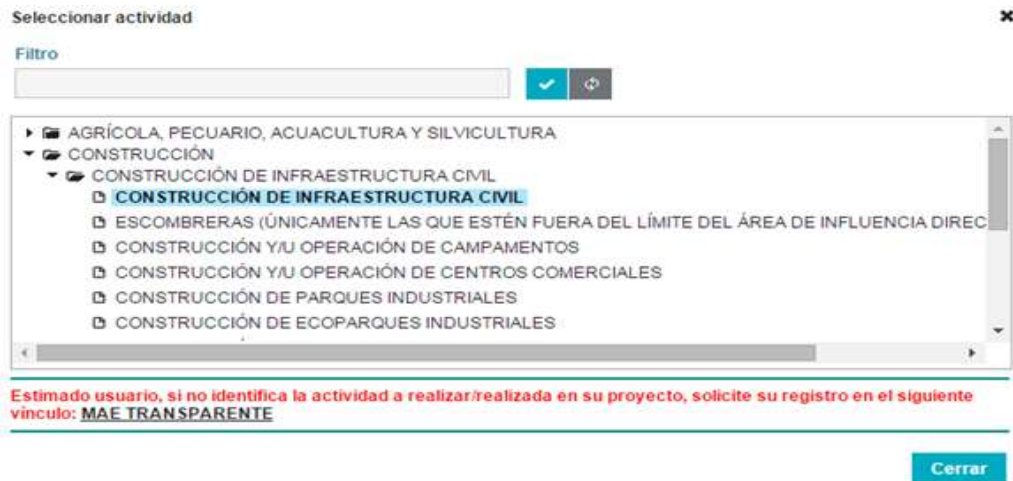 Seleccionar actividad
Filtro
AGRÍCOLA, PECUARIO, ACUACULTURA Y SILVICULTURA
CONSTRUCCIÓN
CONSTRUCCIÓN DE INFRAESTRUCTURA CIVIL
CONSTRUCCIÓN DE INFRAESTRUCTURA CIVIL
ESCOMBRERAS (ÚNICAMENTE LAS QUE ESTÉN FUERA DEL LÍMITE DEL ÁREA DE INFLUENCIA DIREC
CONSTRUCCIÓN Y/U OPERACIÓN DE CAMPAMENTOS
CONSTRUCCIÓN Y/U OPERACIÓN DE CENTROS COMERCIALES
CONSTRUCCIÓN DE PARQUES INDUSTRIALES
CONSTRUCCIÓN DE ECOPARQUES INDUSTRIALES
Estimado usuario, si no identifica la actividad a realizar/realizada en su proyecto, solicite su registro en el siguiente
vínculo: MAE TRANSPARENTE
Cerrar